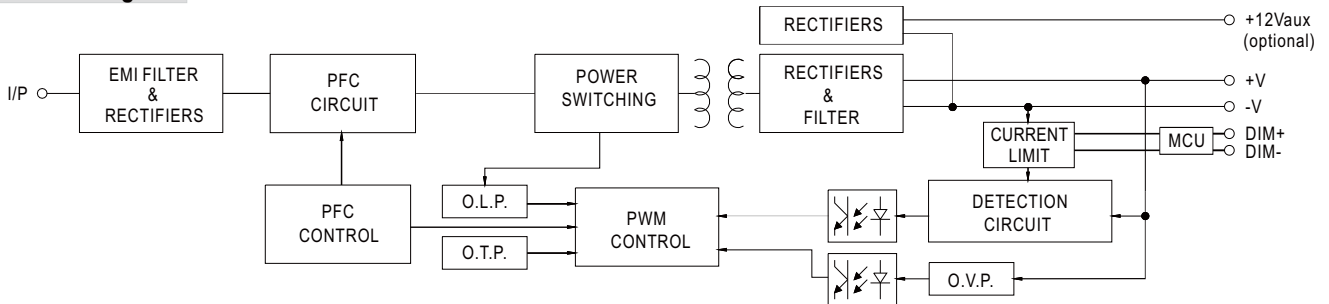 RECTIFIERS
+12Vaux
(optional)
I/P
EMI FILTER
&
RECTIFIERS
PFC
CIRCUIT
POWER
SWITCHING
RECTIFIERS
&
FILTER
+V
-V
CURRENT
LIMIT
MCU
DIM+
DIM-
PFC
CONTROL
O.L.P.
O.T.P.
PWM
CONTROL
DETECTION
CIRCUIT
O.V.P.